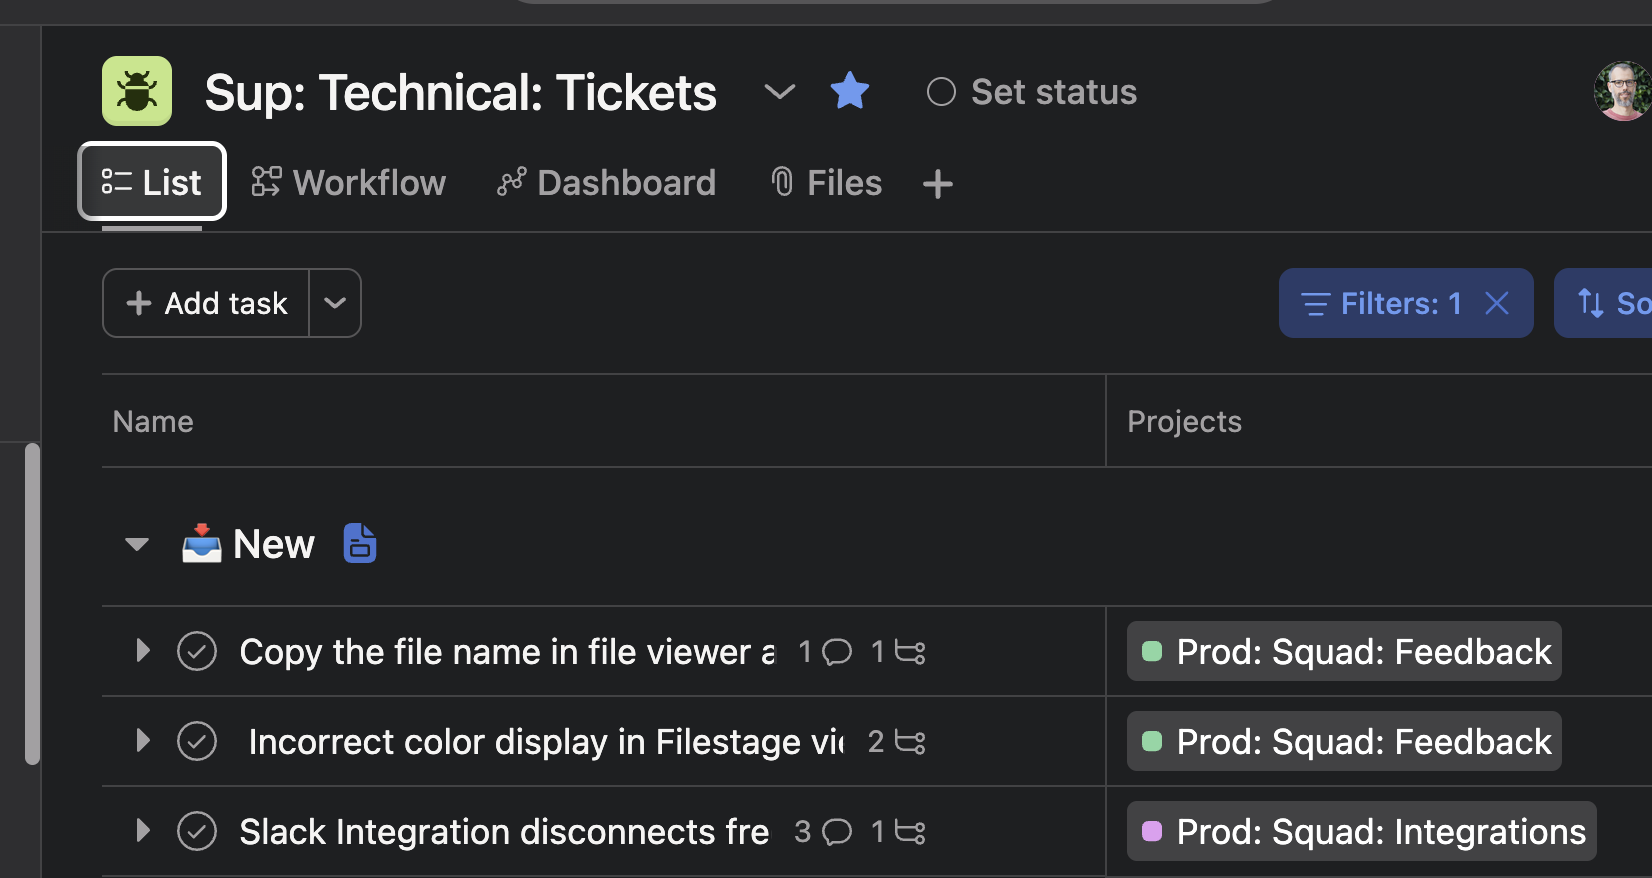 Sup: Technical: Tickets
Set status
List
Workflow
Dashboard
Files
Add task
Filters: 1
So
Name
Projects
New
Copy the file name in file viewer a 1 1
Prod: Squad: Feedback
Incorrect color display in Filestage vi 2
Prod: Squad: Feedback
Slack Integration disconnects fre 3 1
Prod: Squad: Integrations